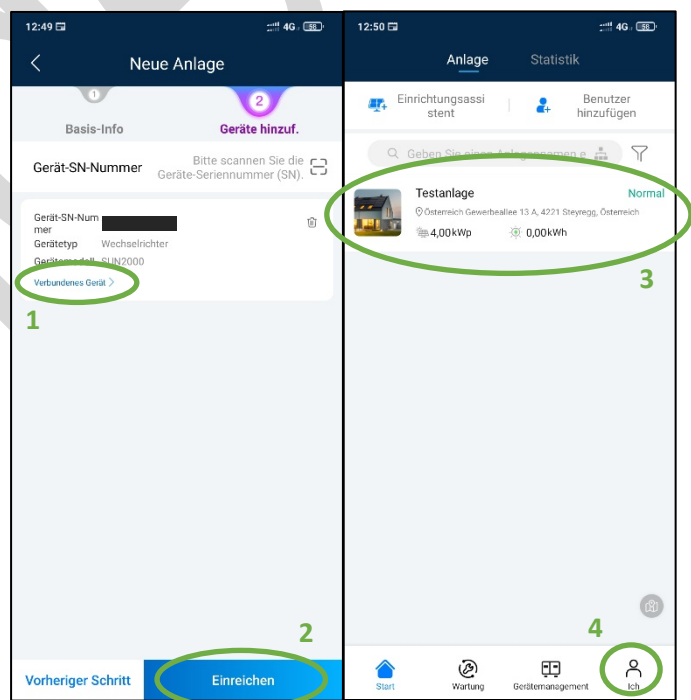 12:49 4G 58
Neue Anlage
1
2
Basis-Info
Geräte hinzuf.
Gerät-SN-Nummer
Bitte scannen Sie die
Geräte-Seriennummer (SN).
Gerät-SN-Num
mer
Gerätetyp Wechselrichter
Gerätemodell SUN2000
Verbundenes Gerät
1
2
Vorheriger Schritt
Einreichen
12:50 4G 58
Anlage Statistik
Einrichtungsassi
stent
Benutzer
hinzufügen
Geben Sie einen Anlagennamen e
Testanlage Normal
Österreich Gewerbeallee 13 A, 4221 Steyregg, Österreich
4,00kWp 0,00kWh
3
4
Start Wartung Gerätemanagement Ich